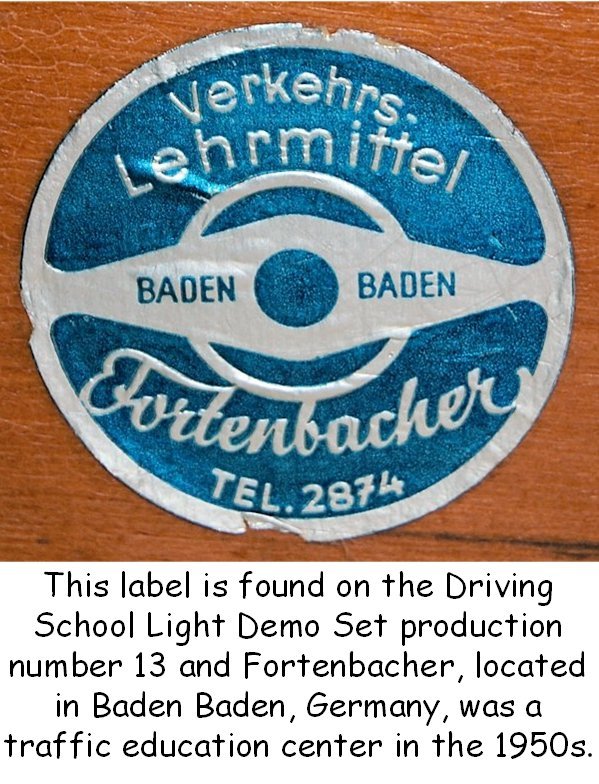 Verkehrs-
Lehrmittel
BADEN BADEN
Fortenbacher
TEL. 2874
This label is found on the Driving
School Light Demo Set production
number 13 and Fortenbacher, located
in Baden Baden, Germany, was a
traffic education center in the 1950s.